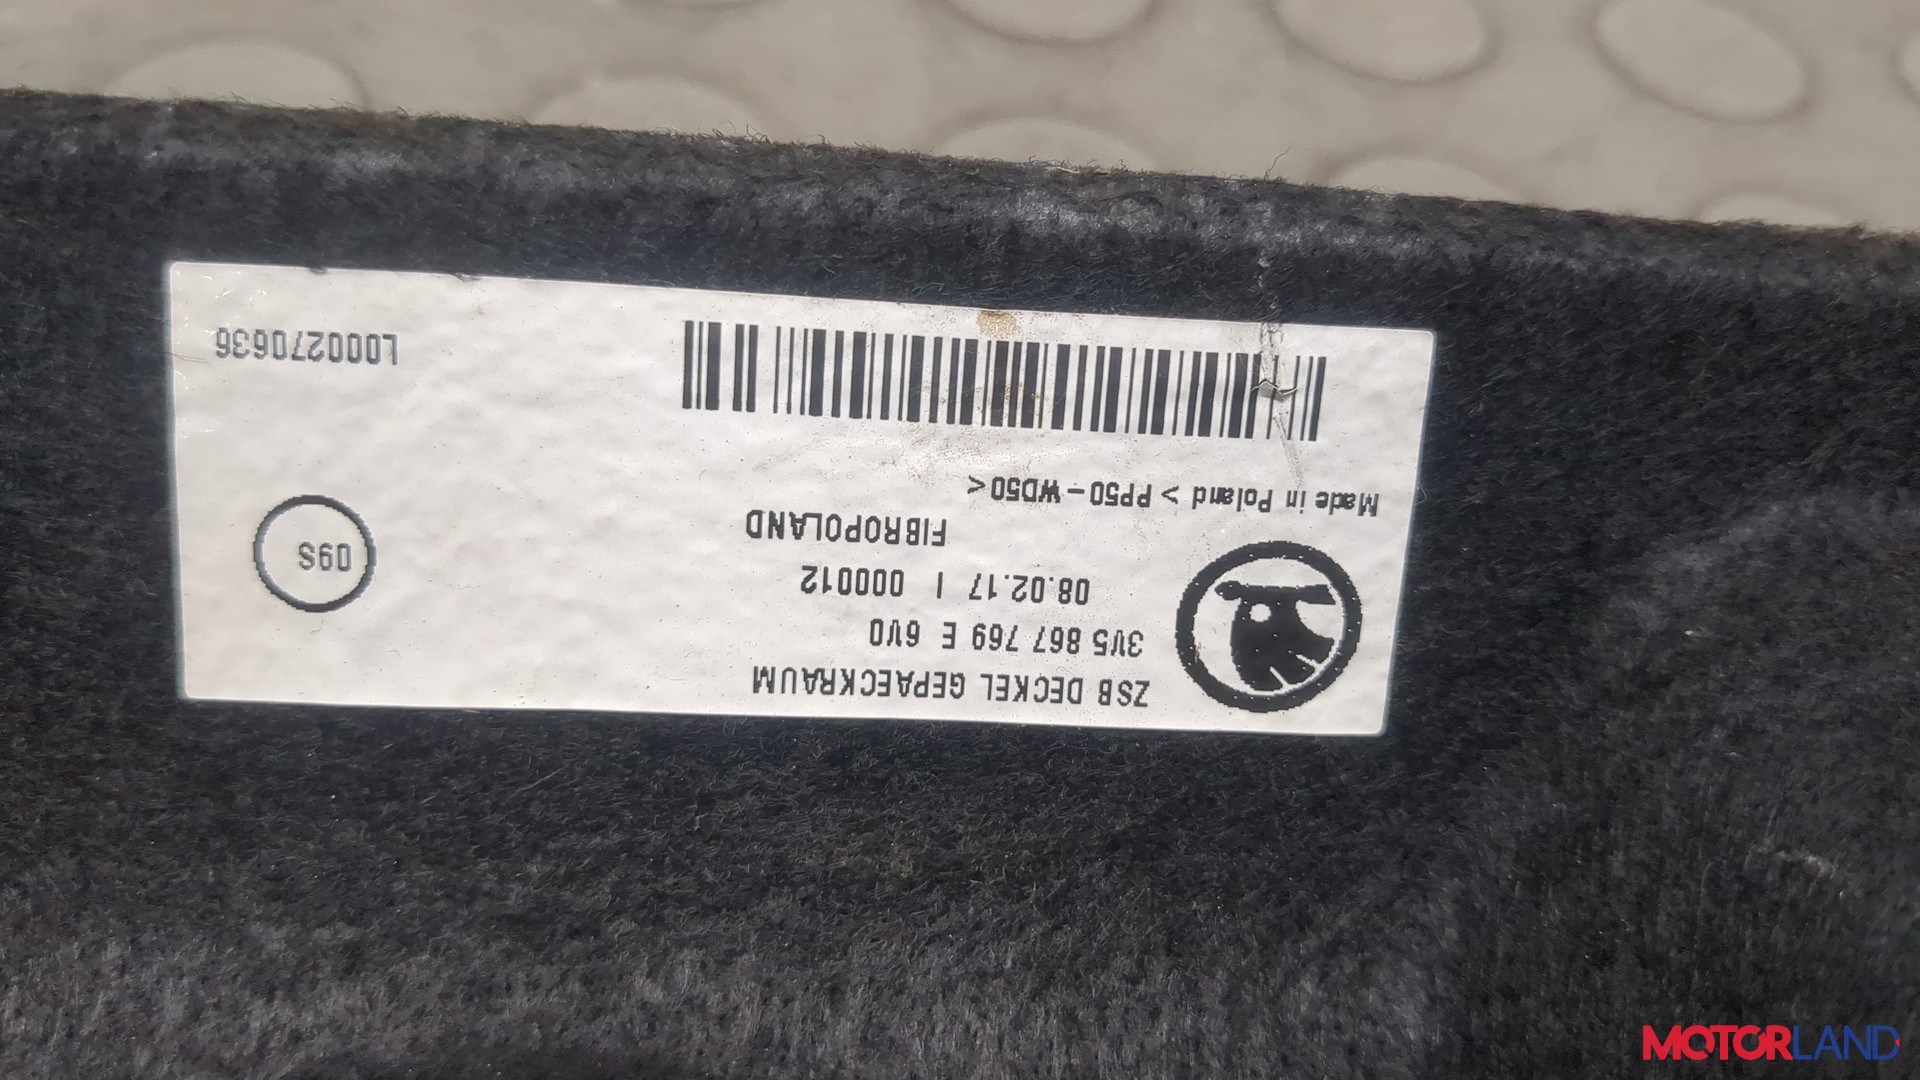 ZSB DECKEL GEPAECKRAUM
3V5 867 769 E 6V0
08.02.17 | 000012
FIBROPOLAND
09S
Made in Poland > PP50-WD50<
L000270636
MOTORLAND